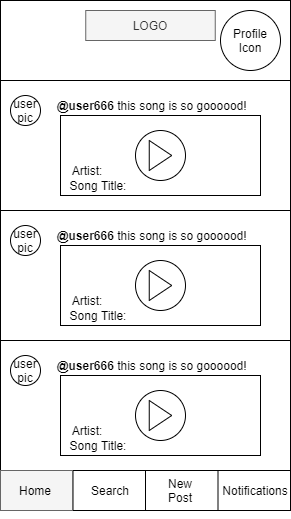 LOGO
Profile
Icon
user
pic
@user666 this song is so goooood!
Artist:
Song Title:
user
pic
@user666 this song is so goooood!
Artist:
Song Title:
user
pic
@user666 this song is so goooood!
Artist:
Song Title:
Home
Search
New
Post
Notifications